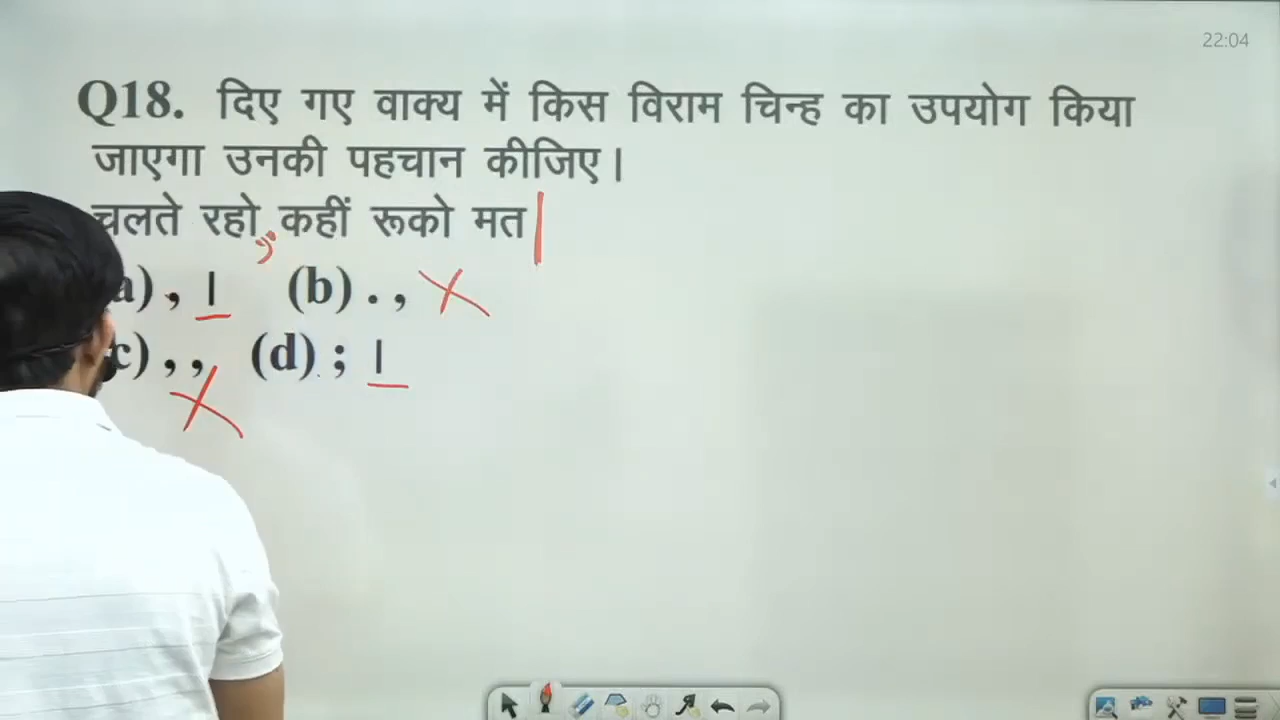 22:04
Q18. दिए गए वाक्य में किस विराम चिन्ह का उपयोग किया
जाएगा उनकी पहचान कीजिए।
चलते रहो, कहीं रूको मत।
a) , । (b) . ,
c) , , (d) ; ।